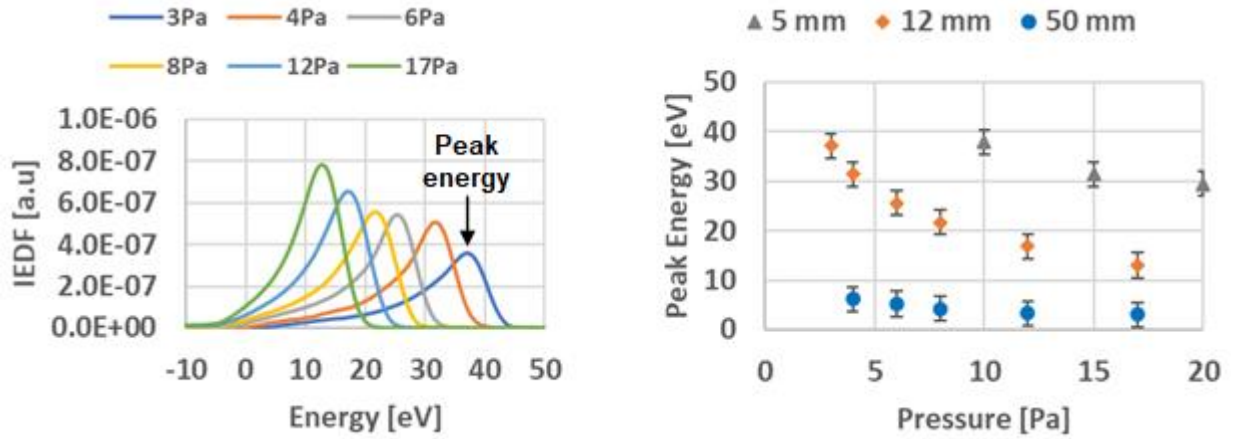 3Pa 4Pa 6Pa
8Pa 12Pa 17Pa
IEDF [a.u]
1.0E-06
8.0E-07
6.0E-07
4.0E-07
2.0E-07
0.0E+00
Peak
energy
-10 0 10 20 30 40 50
Energy [eV]
5 mm 12 mm 50 mm
Peak Energy [eV]
50
40
30
20
10
0
0 5 10 15 20
Pressure [Pa]